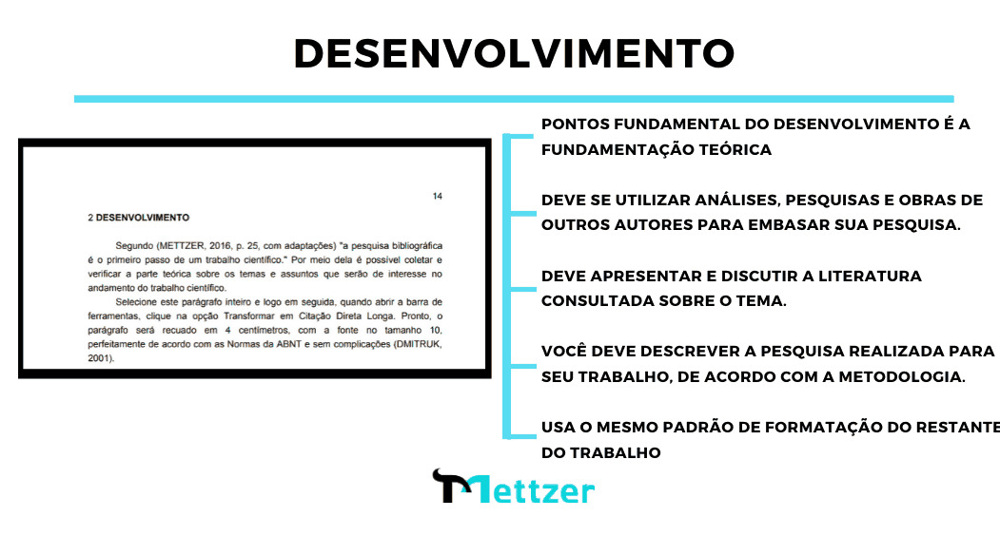 DESENVOLVIMENTO
14
2 DESENVOLVIMENTO
Segundo (METTZER, 2016, p. 25, com adaptações) "a pesquisa bibliográfica
é o primeiro passo de um trabalho científico." Por meio dela é possível coletar e
verificar a parte teórica sobre os temas e assuntos que serão de interesse no
andamento do trabalho científico.
Selecione este parágrafo inteiro e logo em seguida, quando abrir a barra de
ferramentas, clique na opção Transformar em Citação Direta Longa. Pronto, o
parágrafo será recuado em 4 centímetros, com a fonte no tamanho 10,
perfeitamente de acordo com as Normas da ABNT e sem complicações (DMITRUK,
2001).
PONTOS FUNDAMENTAL DO DESENVOLVIMENTO É A
FUNDAMENTAÇÃO TEÓRICA
DEVE SE UTILIZAR ANÁLISES, PESQUISAS E OBRAS DE
OUTROS AUTORES PARA EMBASAR SUA PESQUISA.
DEVE APRESENTAR E DISCUTIR A LITERATURA
CONSULTADA SOBRE O TEMA.
VOCÊ DEVE DESCREVER A PESQUISA REALIZADA PARA
SEU TRABALHO, DE ACORDO COM A METODOLOGIA.
USA O MESMO PADRÃO DE FORMATAÇÃO DO RESTANTE
DO TRABALHO
Mettzer